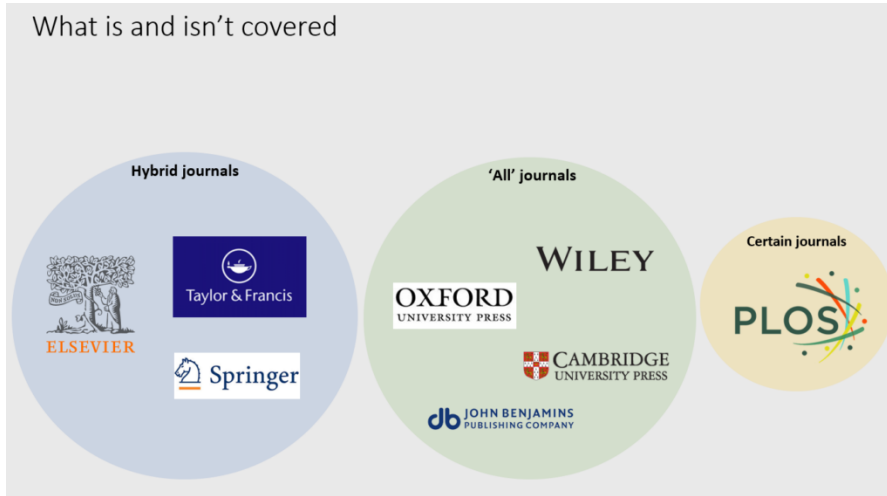 What is and isn't covered
Hybrid journals
ELSEVIER
Taylor & Francis
Springer
'All' journals
WILEY
OXFORD
UNIVERSITY PRESS
CAMBRIDGE
UNIVERSITY PRESS
JOHN BENJAMINS
PUBLISHING COMPANY
Certain journals
PLOS